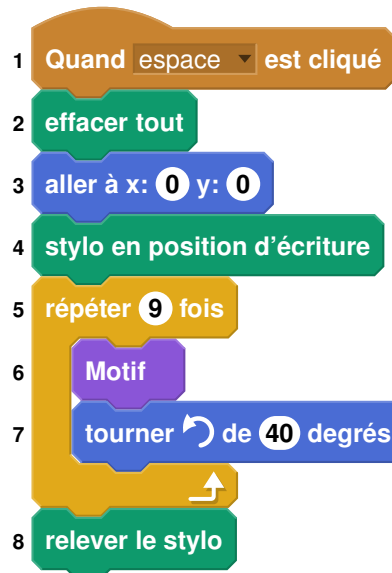 1 Quand espace est cliqué
2 effacer tout
3 aller à x: 0 y: 0
4 stylo en position d’écriture
5 répéter 9 fois
6 Motif
7 tourner de 40 degrés
8 relever le stylo